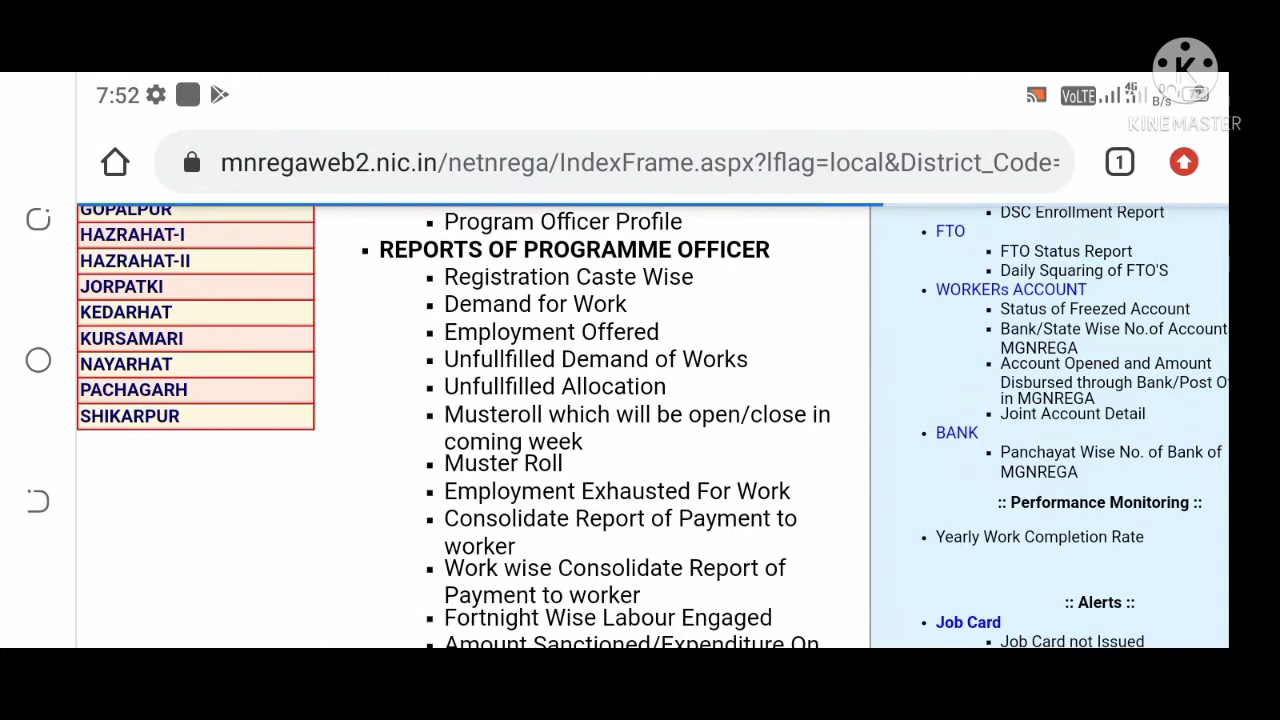 7:52
VoLTE 4G B/s 72
KINEMASTER
mnregaweb2.nic.in/netnrega/IndexFrame.aspx?lflag=local&District_Code=
1
GOPALPUR
HAZRAHAT-I
HAZRAHAT-II
JORPATKI
KEDARHAT
KURSAMARI
NAYARHAT
PACHAGARH
SHIKARPUR
Program Officer Profile
REPORTS OF PROGRAMME OFFICER
Registration Caste Wise
Demand for Work
Employment Offered
Unfullfilled Demand of Works
Unfullfilled Allocation
Musteroll which will be open/close in
coming week
Muster Roll
Employment Exhausted For Work
Consolidate Report of Payment to
worker
Work wise Consolidate Report of
Payment to worker
Fortnight Wise Labour Engaged
Amount Sanctioned/Expenditure On
DSC Enrollment Report
FTO
FTO Status Report
Daily Squaring of FTO'S
WORKERs ACCOUNT
Status of Freezed Account
Bank/State Wise No.of Account
MGNREGA
Account Opened and Amount
Disbursed through Bank/Post O
in MGNREGA
Joint Account Detail
BANK
Panchayat Wise No. of Bank of
MGNREGA
:: Performance Monitoring ::
Yearly Work Completion Rate
:: Alerts ::
Job Card
Job Card not Issued